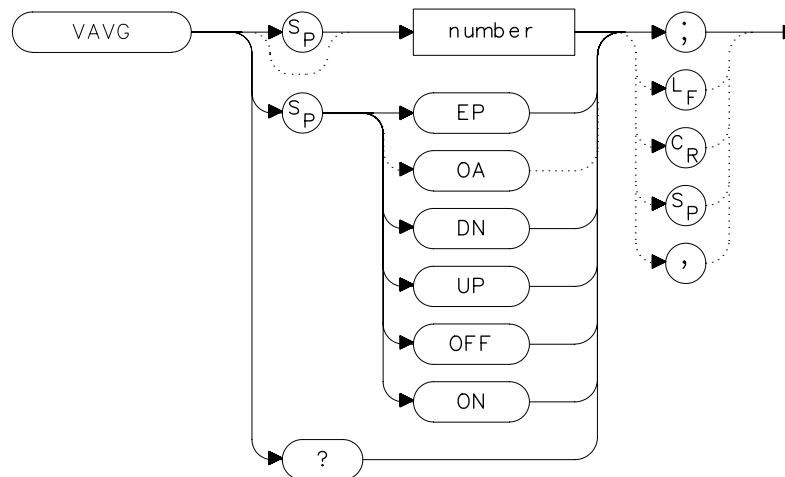 VAVG SP number ;
LF
SP EP
CR
OA
SP
DN
,
UP
OFF
ON
?